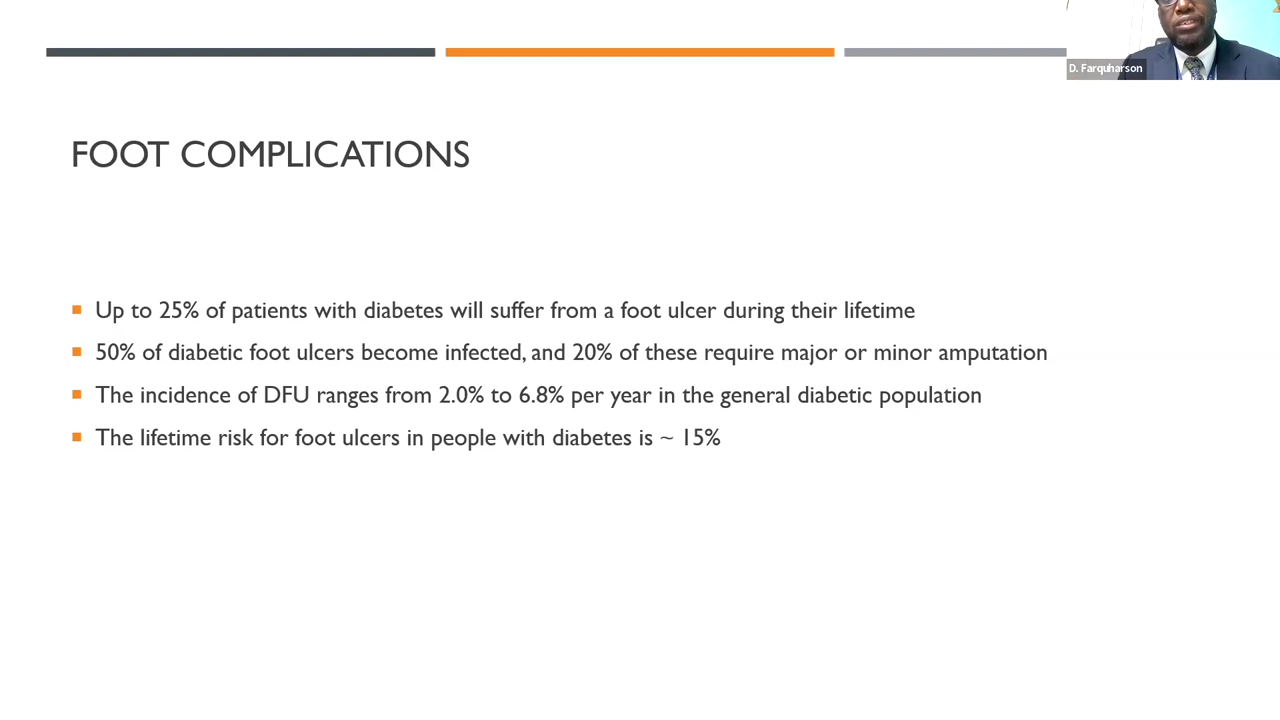 D. Farquharson
FOOT COMPLICATIONS
Up to 25% of patients with diabetes will suffer from a foot ulcer during their lifetime
50% of diabetic foot ulcers become infected, and 20% of these require major or minor amputation
The incidence of DFU ranges from 2.0% to 6.8% per year in the general diabetic population
The lifetime risk for foot ulcers in people with diabetes is ~ 15%